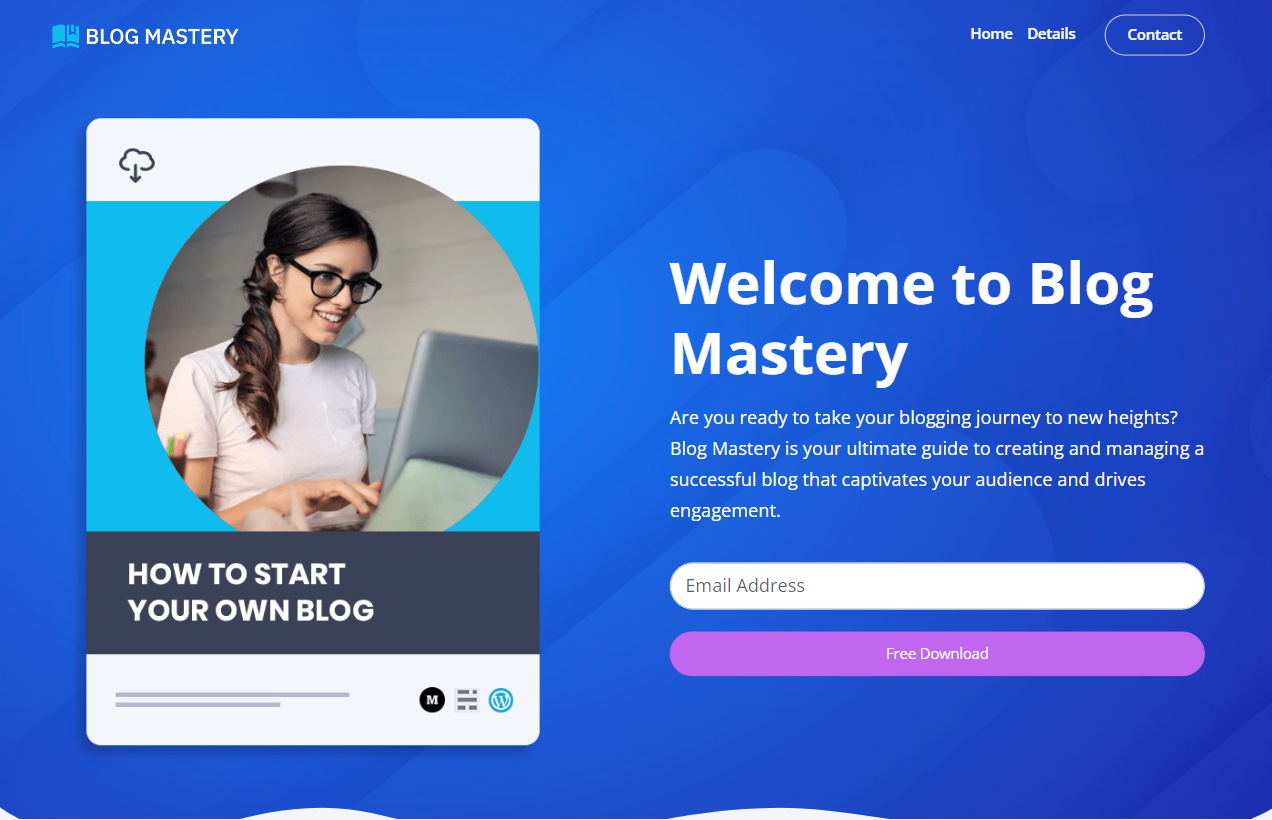 BLOG MASTERY
Home
Details
Contact
HOW TO START
YOUR OWN BLOG
M
W
Welcome to Blog
Mastery
Are you ready to take your blogging journey to new heights?
Blog Mastery is your ultimate guide to creating and managing a
successful blog that captivates your audience and drives
engagement.
Email Address
Free Download